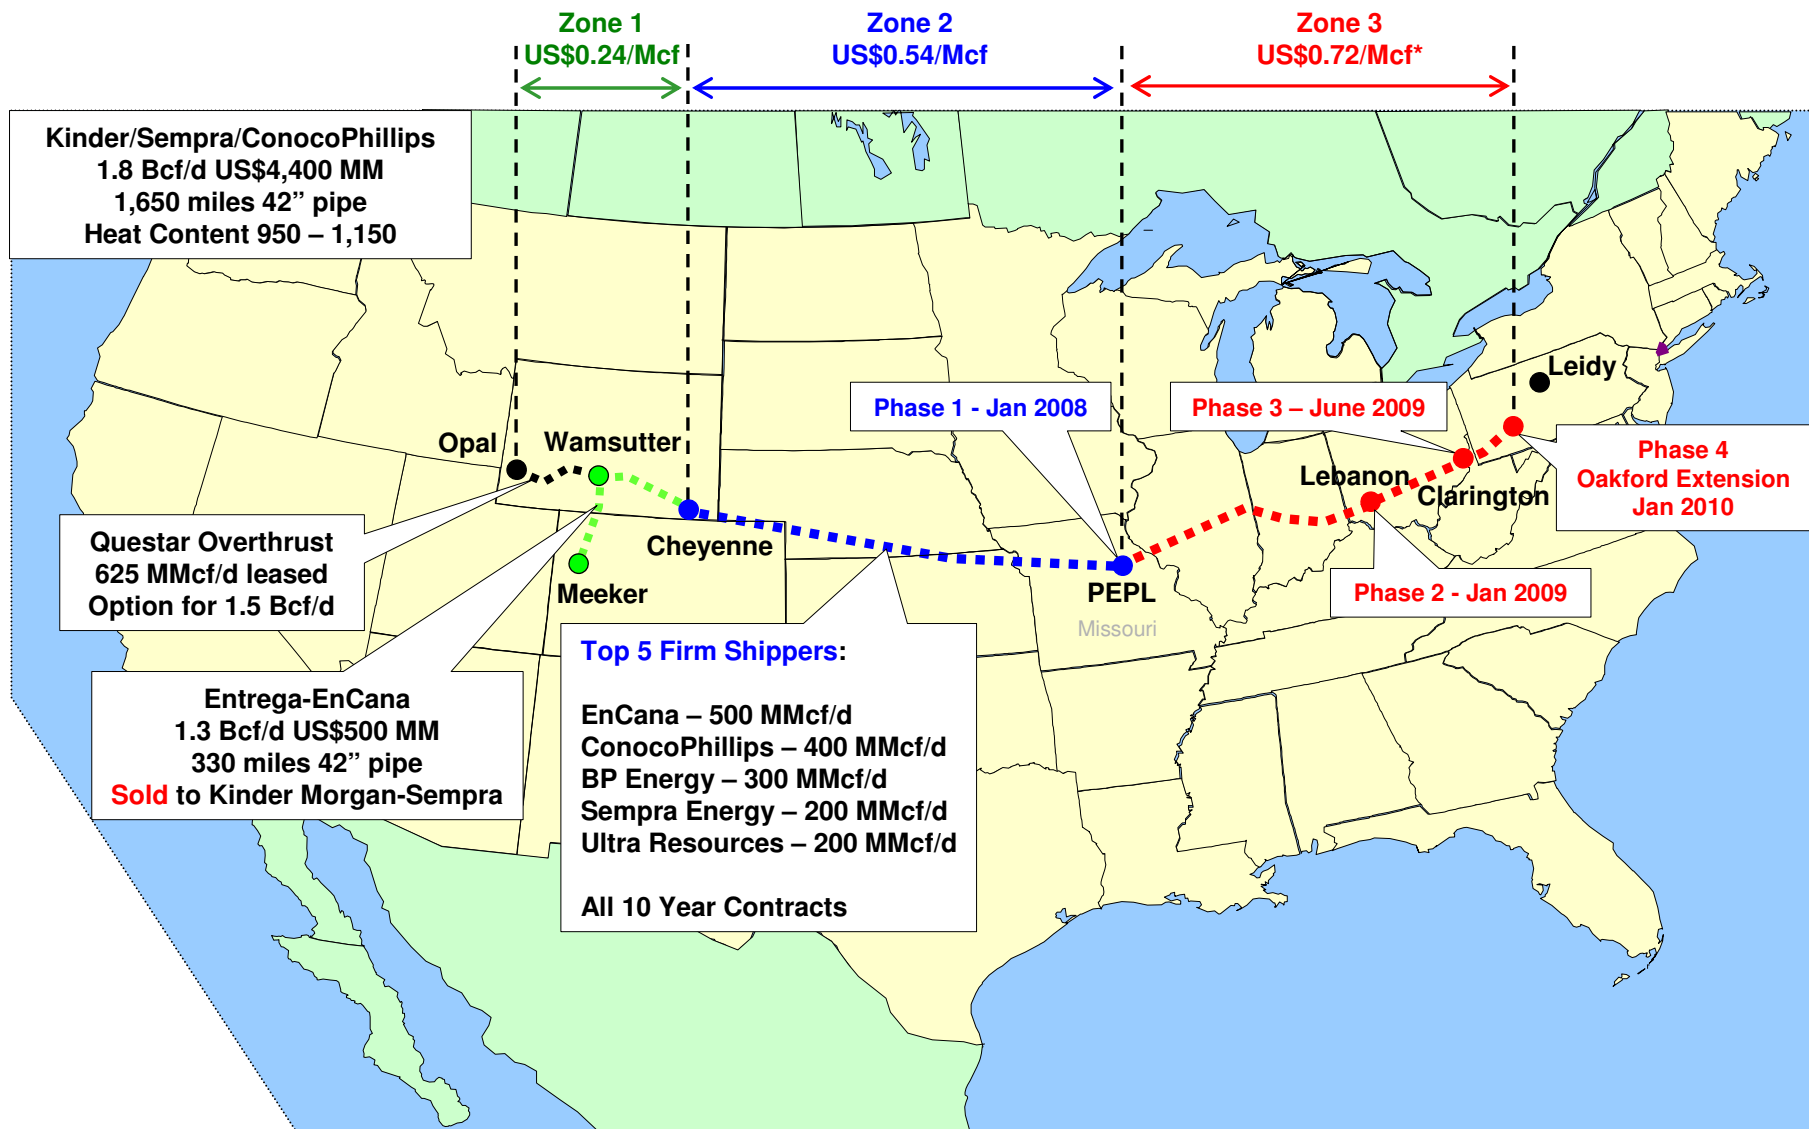 Zone 1
US$0.24/Mcf
Zone 2
US$0.54/Mcf
Zone 3
US$0.72/Mcf*
Kinder/Sempra/ConocoPhillips
1.8 Bcf/d US$4,400 MM
1,650 miles 42” pipe
Heat Content 950 – 1,150
Leidy
Phase 1 - Jan 2008
Phase 3 – June 2009
Opal
Wamsutter
Phase 4
Oakford Extension
Jan 2010
Lebanon
Clarington
Questar Overthrust
625 MMcf/d leased
Option for 1.5 Bcf/d
Cheyenne
Meeker
PEPL
Missouri
Phase 2 - Jan 2009
Entrega-EnCana
1.3 Bcf/d US$500 MM
330 miles 42” pipe
Sold to Kinder Morgan-Sempra
Top 5 Firm Shippers:
EnCana – 500 MMcf/d
ConocoPhillips – 400 MMcf/d
BP Energy – 300 MMcf/d
Sempra Energy – 200 MMcf/d
Ultra Resources – 200 MMcf/d
All 10 Year Contracts